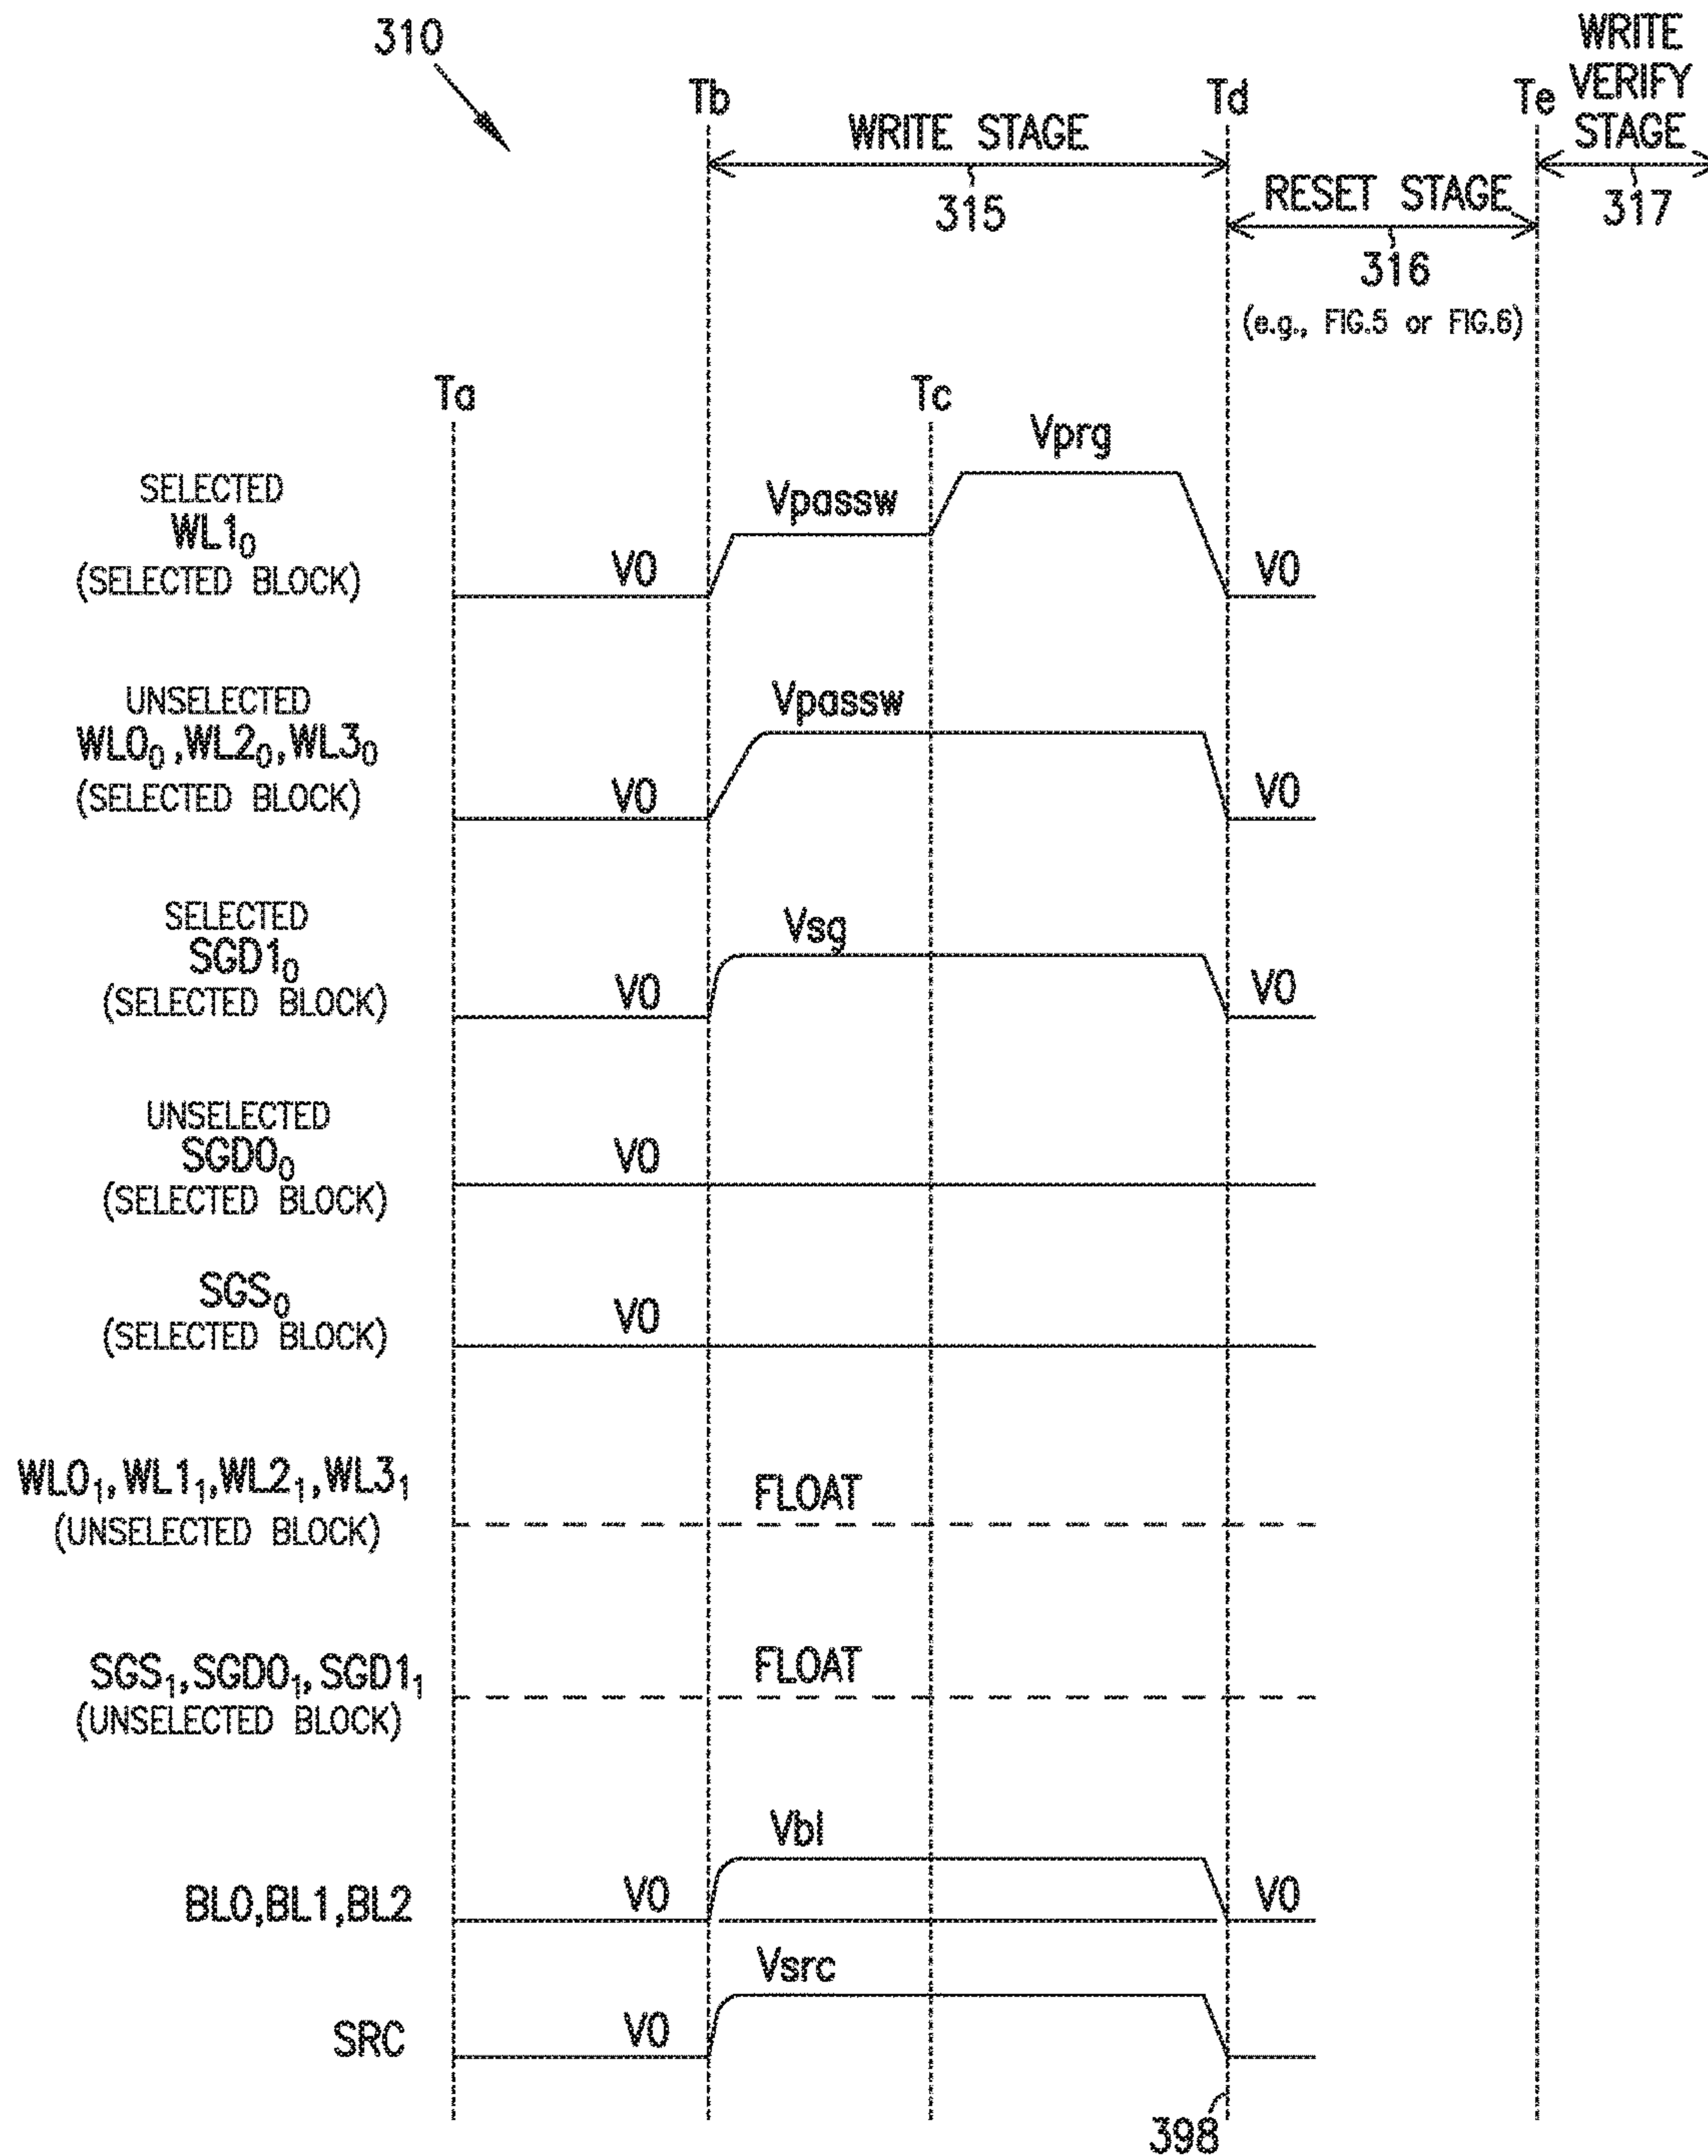 310
WRITE
VERIFY
STAGE
Tb
Td
Te
WRITE STAGE
315
RESET STAGE
317
316
(e.g., FIG.5 or FIG.6)
Ta
Tc
Vprg
SELECTED
WL1₀
(SELECTED BLOCK)
Vpassw
V0
V0
UNSELECTED
WL0₀,WL2₀,WL3₀
(SELECTED BLOCK)
Vpassw
V0
V0
SELECTED
SGD1₀
(SELECTED BLOCK)
Vsg
V0
V0
UNSELECTED
SGD0₀
(SELECTED BLOCK)
V0
SGS₀
(SELECTED BLOCK)
V0
WL0₁,WL1₁,WL2₁,WL3₁
(UNSELECTED BLOCK)
FLOAT
SGS₁,SGD0₁,SGD1₁
(UNSELECTED BLOCK)
FLOAT
Vbl
BL0,BL1,BL2
V0
V0
Vsrc
SRC
V0
398